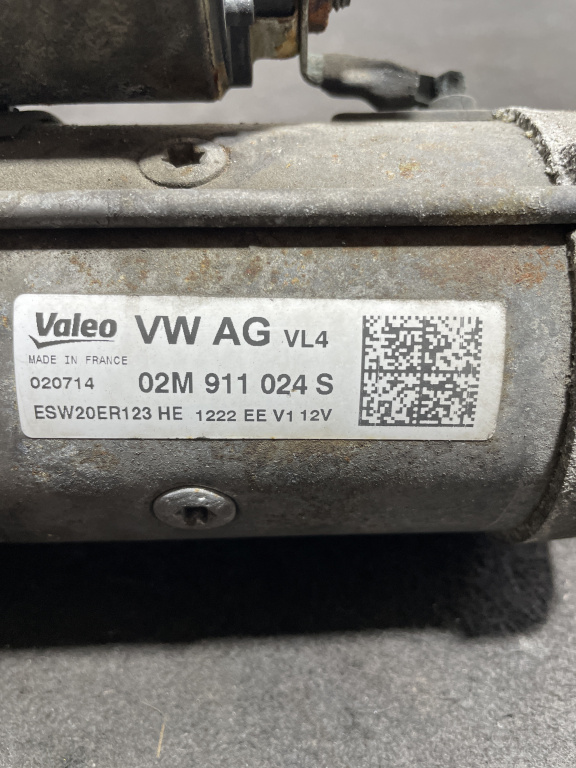 Valeo VW AG VL4
MADE IN FRANCE
020714 02M 911 024 S
ESW20ER123 HE 1222 EE V1 12V